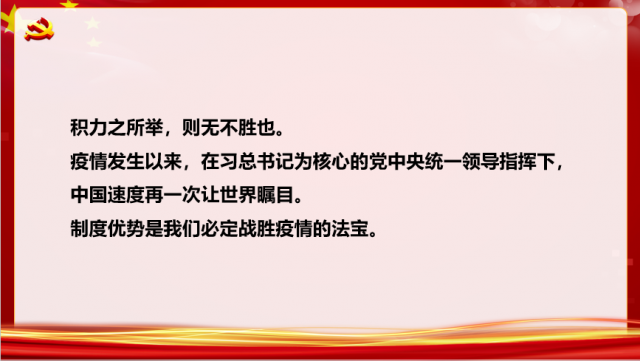 积力之所举，则无不胜也。
疫情发生以来，在习总书记为核心的党中央统一领导指挥下，
中国速度再一次让世界瞩目。
制度优势是我们必定战胜疫情的法宝。